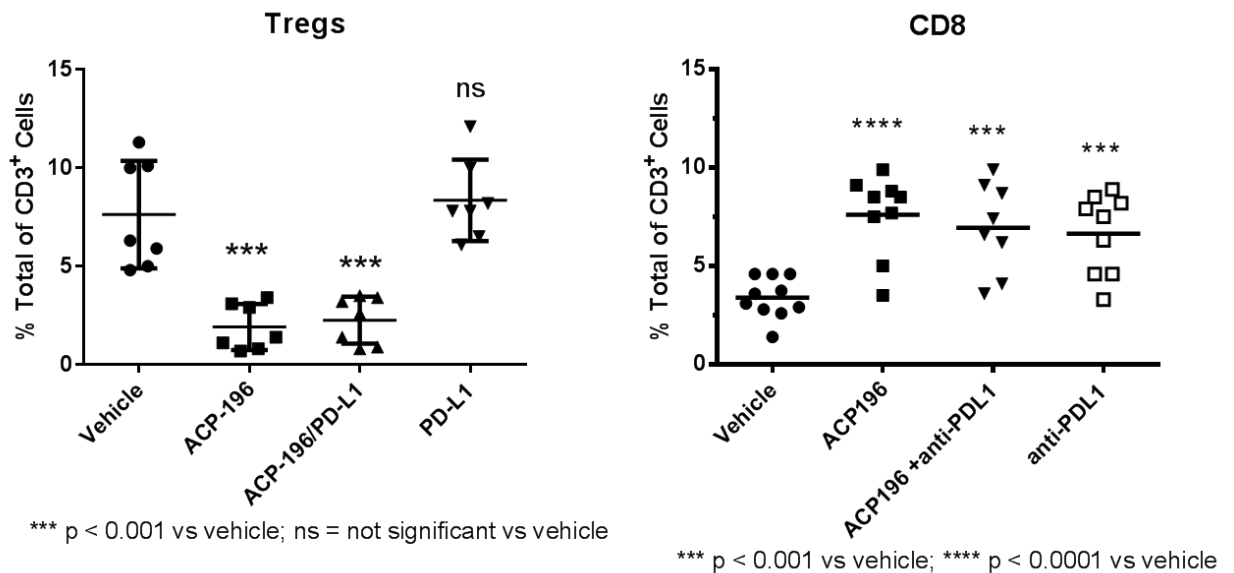 Tregs
% Total of CD3+ Cells
15
10
5
0
***
***
ns
Vehicle
ACP-196
ACP-196/PD-L1
PD-L1
*** p < 0.001 vs vehicle; ns = not significant vs vehicle
CD8
% Total of CD3+ Cells
15
10
5
0
****
***
***
Vehicle
ACP196
ACP196 +anti-PDL1
anti-PDL1
*** p < 0.001 vs vehicle; **** p < 0.0001 vs vehicle